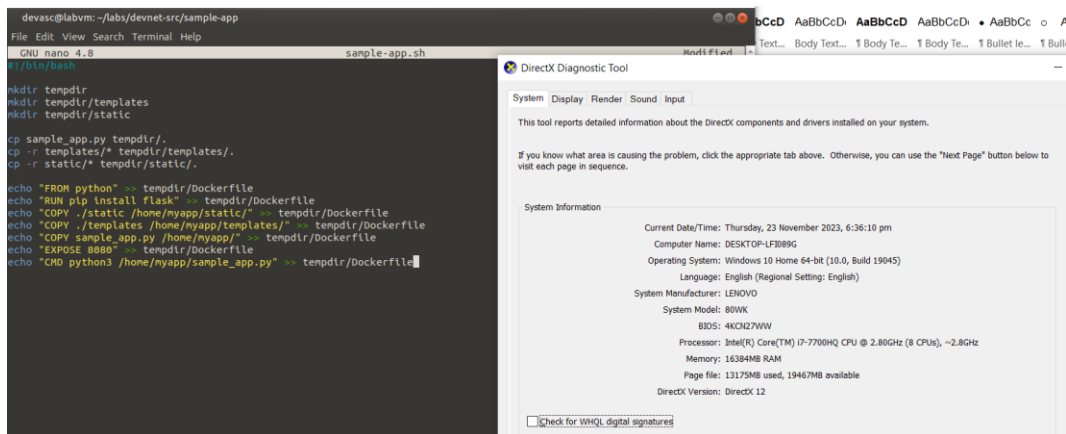 devasc@labvm: ~/labs/devnet-src/sample-app
File Edit View Search Terminal Help
GNU nano 4.8 sample-app.sh Modified
#!/bin/bash
mkdir tempdir
mkdir tempdir/templates
mkdir tempdir/static
cp sample_app.py tempdir/.
cp -r templates/* tempdir/templates/.
cp -r static/* tempdir/static/.
echo "FROM python" >> tempdir/Dockerfile
echo "RUN pip install flask" >> tempdir/Dockerfile
echo "COPY ./static /home/myapp/static/" >> tempdir/Dockerfile
echo "COPY ./templates /home/myapp/templates/" >> tempdir/Dockerfile
echo "COPY sample_app.py /home/myapp/" >> tempdir/Dockerfile
echo "EXPOSE 8080" >> tempdir/Dockerfile
echo "CMD python3 /home/myapp/sample_app.py" >> tempdir/Dockerfile
bCcD AaBbCcD AaBbCcD AaBbCcD • AaBbCc o A
Text... Body Text... ¶ Body Te... ¶ Body Te... ¶ Bullet le... ¶ Bull
DirectX Diagnostic Tool
System Display Render Sound Input
This tool reports detailed information about the DirectX components and drivers installed on your system.
If you know what area is causing the problem, click the appropriate tab above. Otherwise, you can use the "Next Page" button below to
visit each page in sequence.
System Information
Current Date/Time: Thursday, 23 November 2023, 6:36:10 pm
Computer Name: DESKTOP-LFI089G
Operating System: Windows 10 Home 64-bit (10.0, Build 19045)
Language: English (Regional Setting: English)
System Manufacturer: LENOVO
System Model: 80WK
BIOS: 4KCN27WW
Processor: Intel(R) Core(TM) i7-7700HQ CPU @ 2.80GHz (8 CPUs), ~2.8GHz
Memory: 16384MB RAM
Page file: 13175MB used, 19467MB available
DirectX Version: DirectX 12
Check for WHQL digital signatures